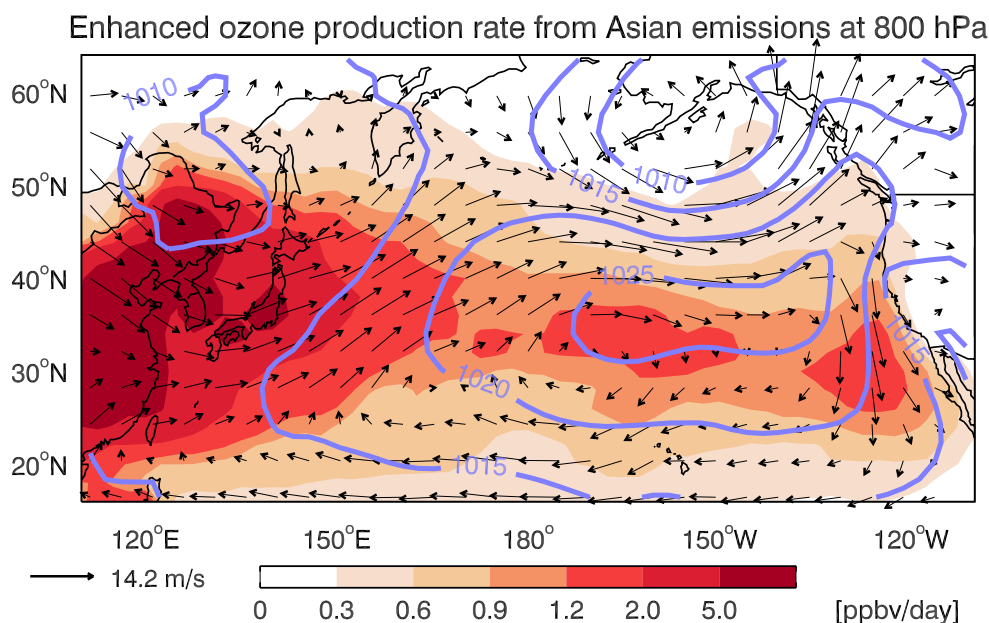 Enhanced ozone production rate from Asian emissions at 800 hPa
60°N
50°N
40°N
30°N
20°N
1010
1015
1010
1025
1020
1015
1015
120°E 150°E 180° 150°W 120°W
14.2 m/s
0 0.3 0.6 0.9 1.2 2.0 5.0 [ppbv/day]